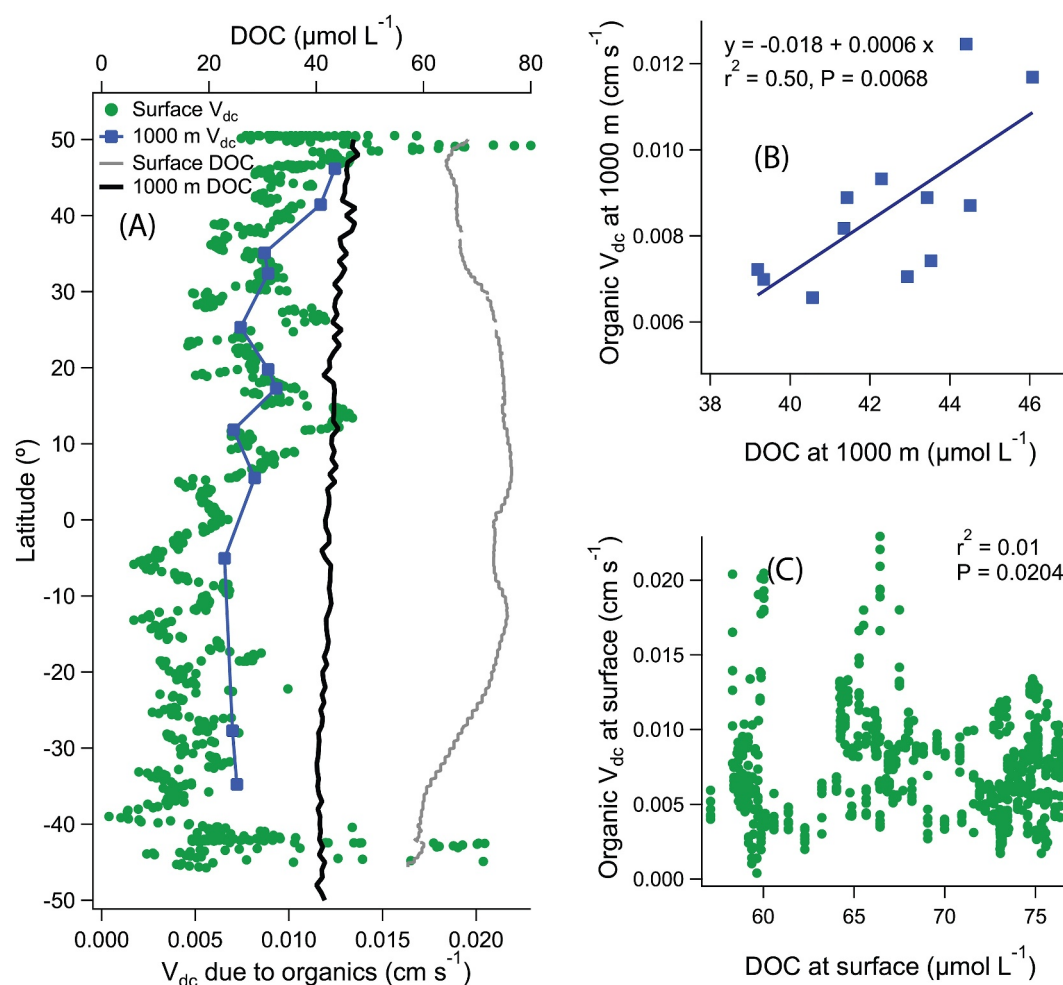 DOC (µmol L⁻¹)
0 20 40 60 80
Surface V_dc
1000 m V_dc
Surface DOC
1000 m DOC
(A)
50
40
30
20
10
0
-10
-20
-30
-40
-50
Latitude (º)
0.000 0.005 0.010 0.015 0.020
V_dc due to organics (cm s⁻¹)
y = -0.018 + 0.0006 x
r² = 0.50, P = 0.0068
(B)
0.012
0.010
0.008
0.006
Organic V_dc at 1000 m (cm s⁻¹)
38 40 42 44 46
DOC at 1000 m (µmol L⁻¹)
r² = 0.01
P = 0.0204
(C)
0.020
0.015
0.010
0.005
0.000
Organic V_dc at surface (cm s⁻¹)
60 65 70 75
DOC at surface (µmol L⁻¹)